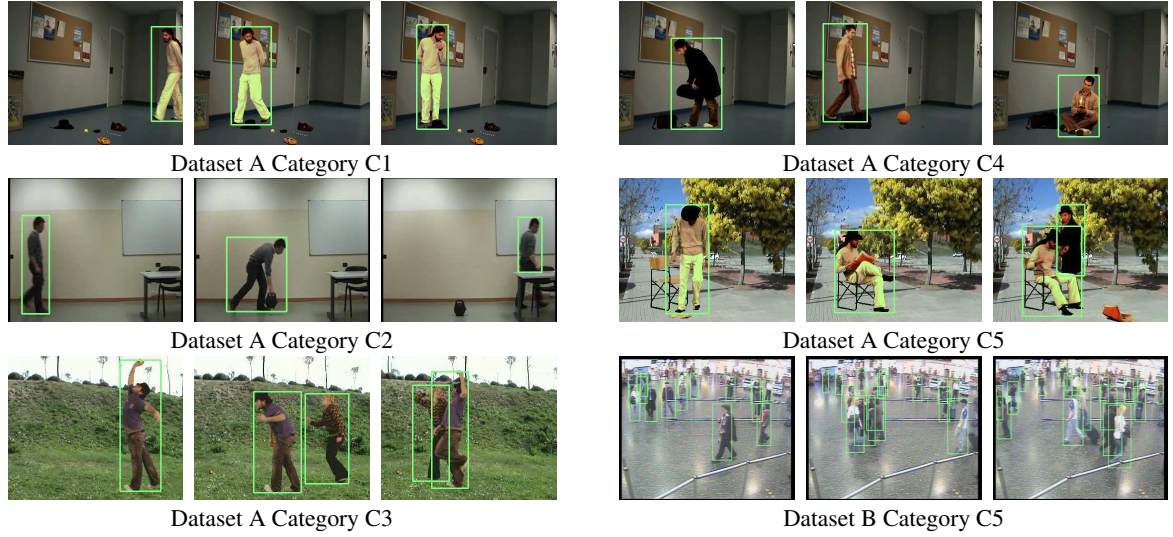 Dataset A Category C1
Dataset A Category C4
Dataset A Category C2
Dataset A Category C5
Dataset A Category C3
Dataset B Category C5